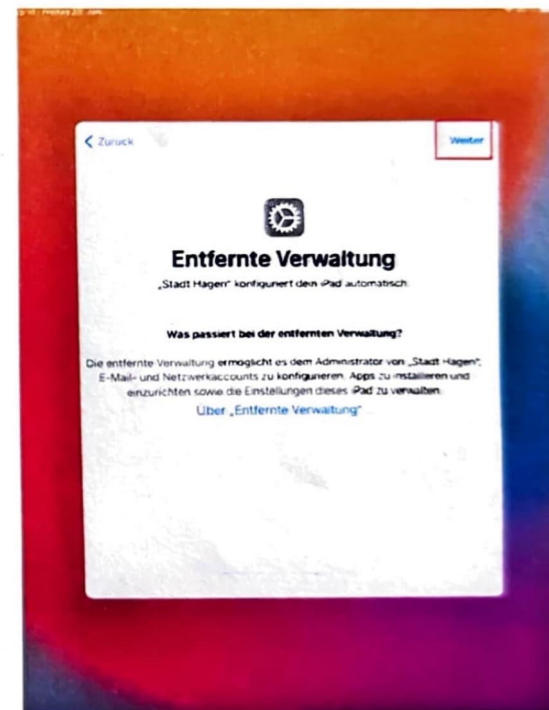 Zurück
Weiter
Entfernte Verwaltung
„Stadt Hagen“ konfiguriert dein iPad automatisch.
Was passiert bei der entfernten Verwaltung?
Die entfernte Verwaltung ermöglicht es dem Administrator von „Stadt Hagen“,
E-Mail- und Netzwerkaccounts zu konfigurieren, Apps zu installieren und
einzurichten sowie die Einstellungen dieses iPad zu verwalten.
Über „Entfernte Verwaltung“